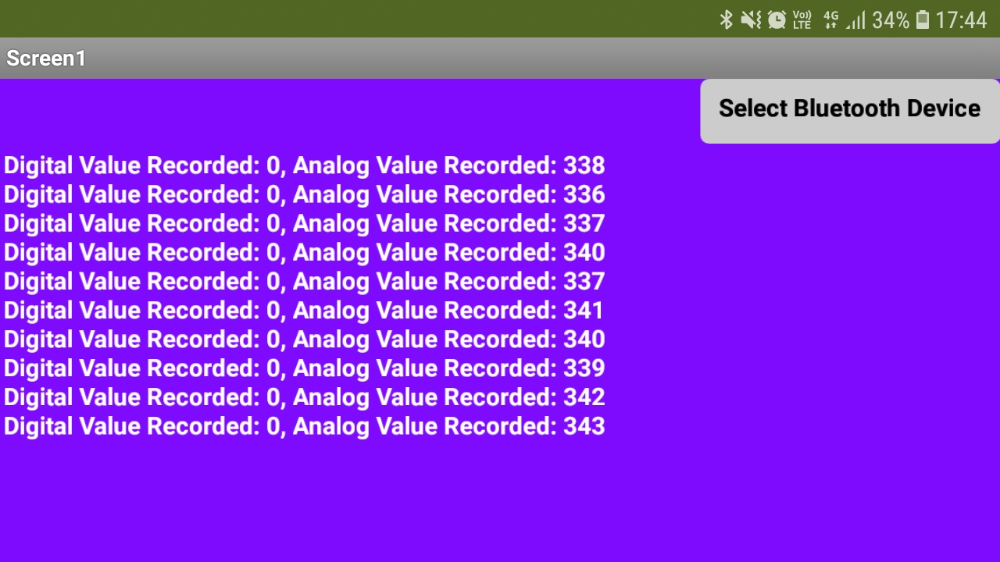 Vo)) LTE 4G 34% 17:44
Screen1
Select Bluetooth Device
Digital Value Recorded: 0, Analog Value Recorded: 338
Digital Value Recorded: 0, Analog Value Recorded: 336
Digital Value Recorded: 0, Analog Value Recorded: 337
Digital Value Recorded: 0, Analog Value Recorded: 340
Digital Value Recorded: 0, Analog Value Recorded: 337
Digital Value Recorded: 0, Analog Value Recorded: 341
Digital Value Recorded: 0, Analog Value Recorded: 340
Digital Value Recorded: 0, Analog Value Recorded: 339
Digital Value Recorded: 0, Analog Value Recorded: 342
Digital Value Recorded: 0, Analog Value Recorded: 343